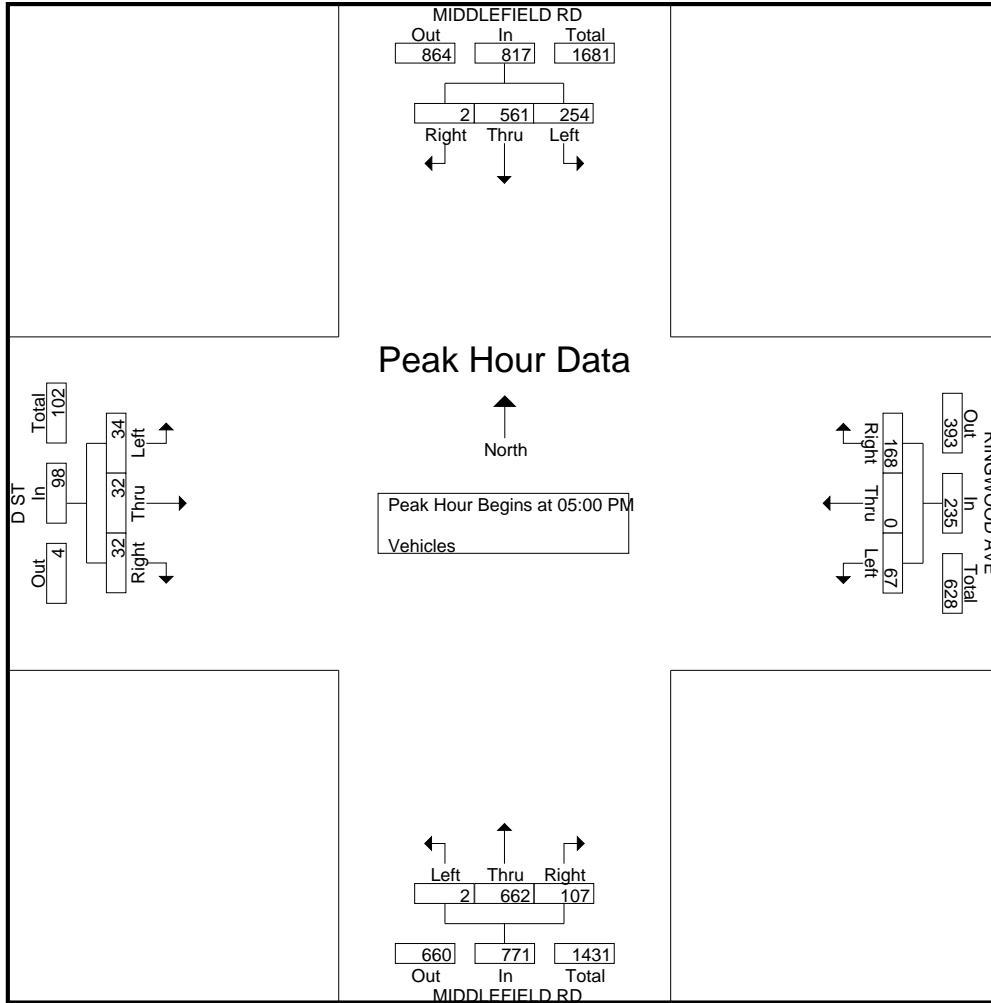 MIDDLEFIELD RD
Out In Total
864 817 1681
2 561 254
Right Thru Left
Peak Hour Data
North
Peak Hour Begins at 05:00 PM
Vehicles
D ST
Out In Total
4 98 102
32 32 34
Right Thru Left
RINGWOOD AVE
Out In Total
393 235 628
168 0 67
Right Thru Left
Left Thru Right
2 662 107
660 771 1431
Out In Total
MIDDLEFIELD RD